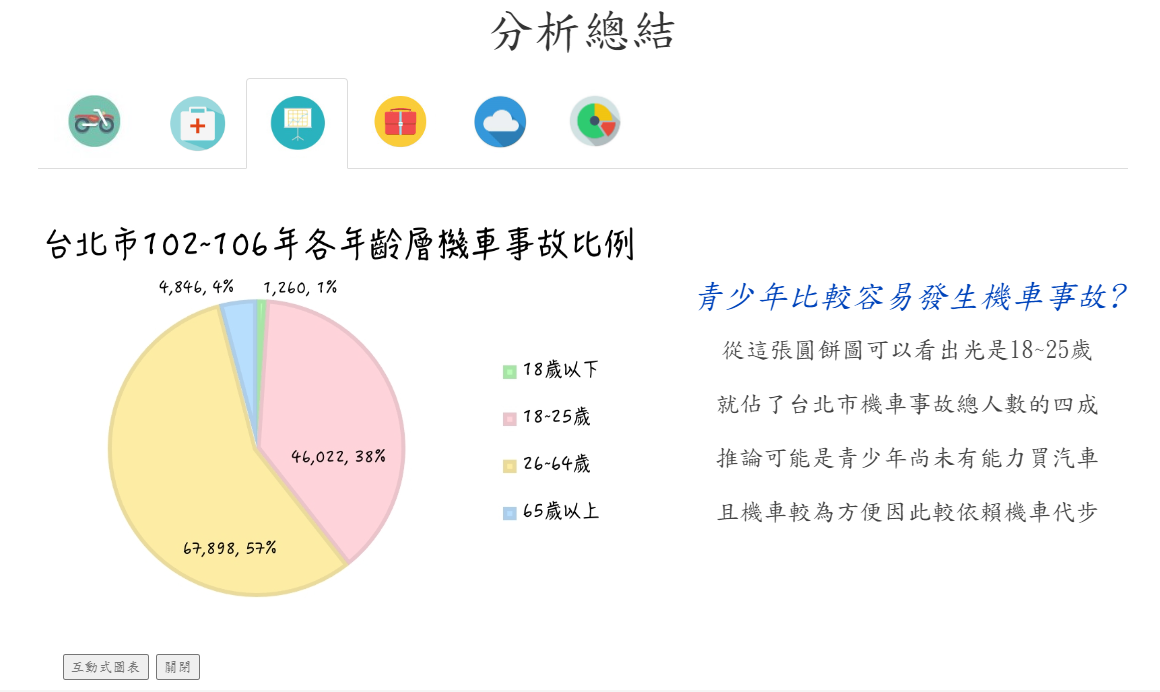 分析總結
台北市102~106年各年齡層機車事故比例
4,846, 4%
1,260, 1%
46,022, 38%
67,898, 57%
18歲以下
18~25歲
26~64歲
65歲以上
青少年比較容易發生機車事故?
從這張圓餅圖可以看出光是18~25歲
就佔了台北市機車事故總人數的四成
推論可能是青少年尚未有能力買汽車
且機車較為方便因此較依賴機車代步
互動式圖表
關閉